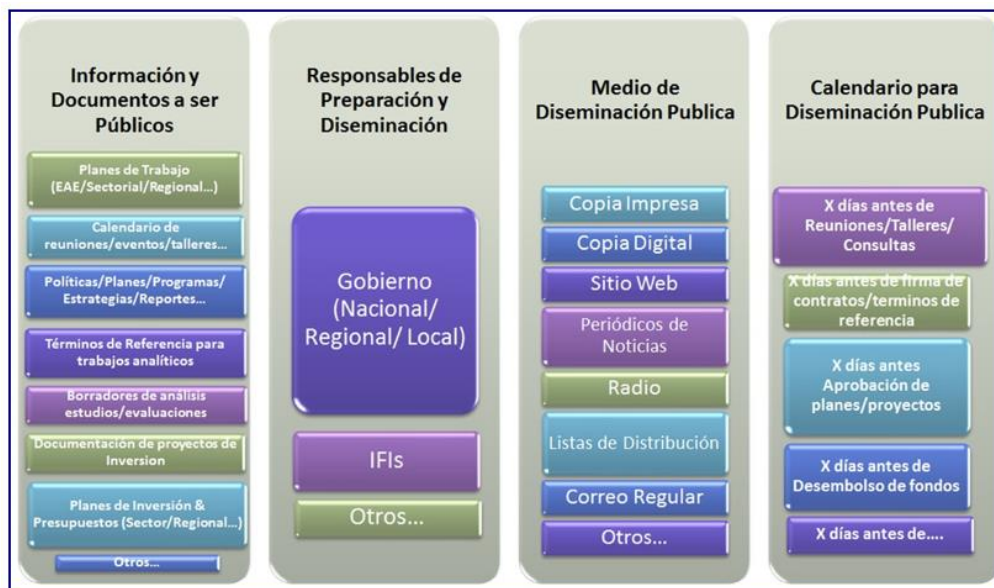 Información y
Documentos a ser
Públicos
Planes de Trabajo
(EAE/Sectorial/Regional...)
Calendario de
reuniones/eventos/talleres...
Políticas/Planes/Programas/
Estrategias/Reportes...
Términos de Referencia para
trabajos analíticos
Borradores de análisis
estudios/evaluaciones
Documentación de proyectos de
Inversion
Planes de Inversión &
Presupuestos (Sector/Regional...)
Otros...
Responsables de
Preparación y
Diseminación
Gobierno
(Nacional/
Regional/ Local)
IFIs
Otros...
Medio de
Diseminación Publica
Copia Impresa
Copia Digital
Sitio Web
Periódicos de
Noticias
Radio
Listas de Distribución
Correo Regular
Otros...
Calendario para
Diseminación Publica
X días antes de
Reuniones/Talleres/
Consultas
X días antes de firma de
contratos/terminos de
referencia
X días antes
Aprobación de
planes/proyectos
X días antes de
Desembolso de fondos
X días antes de....